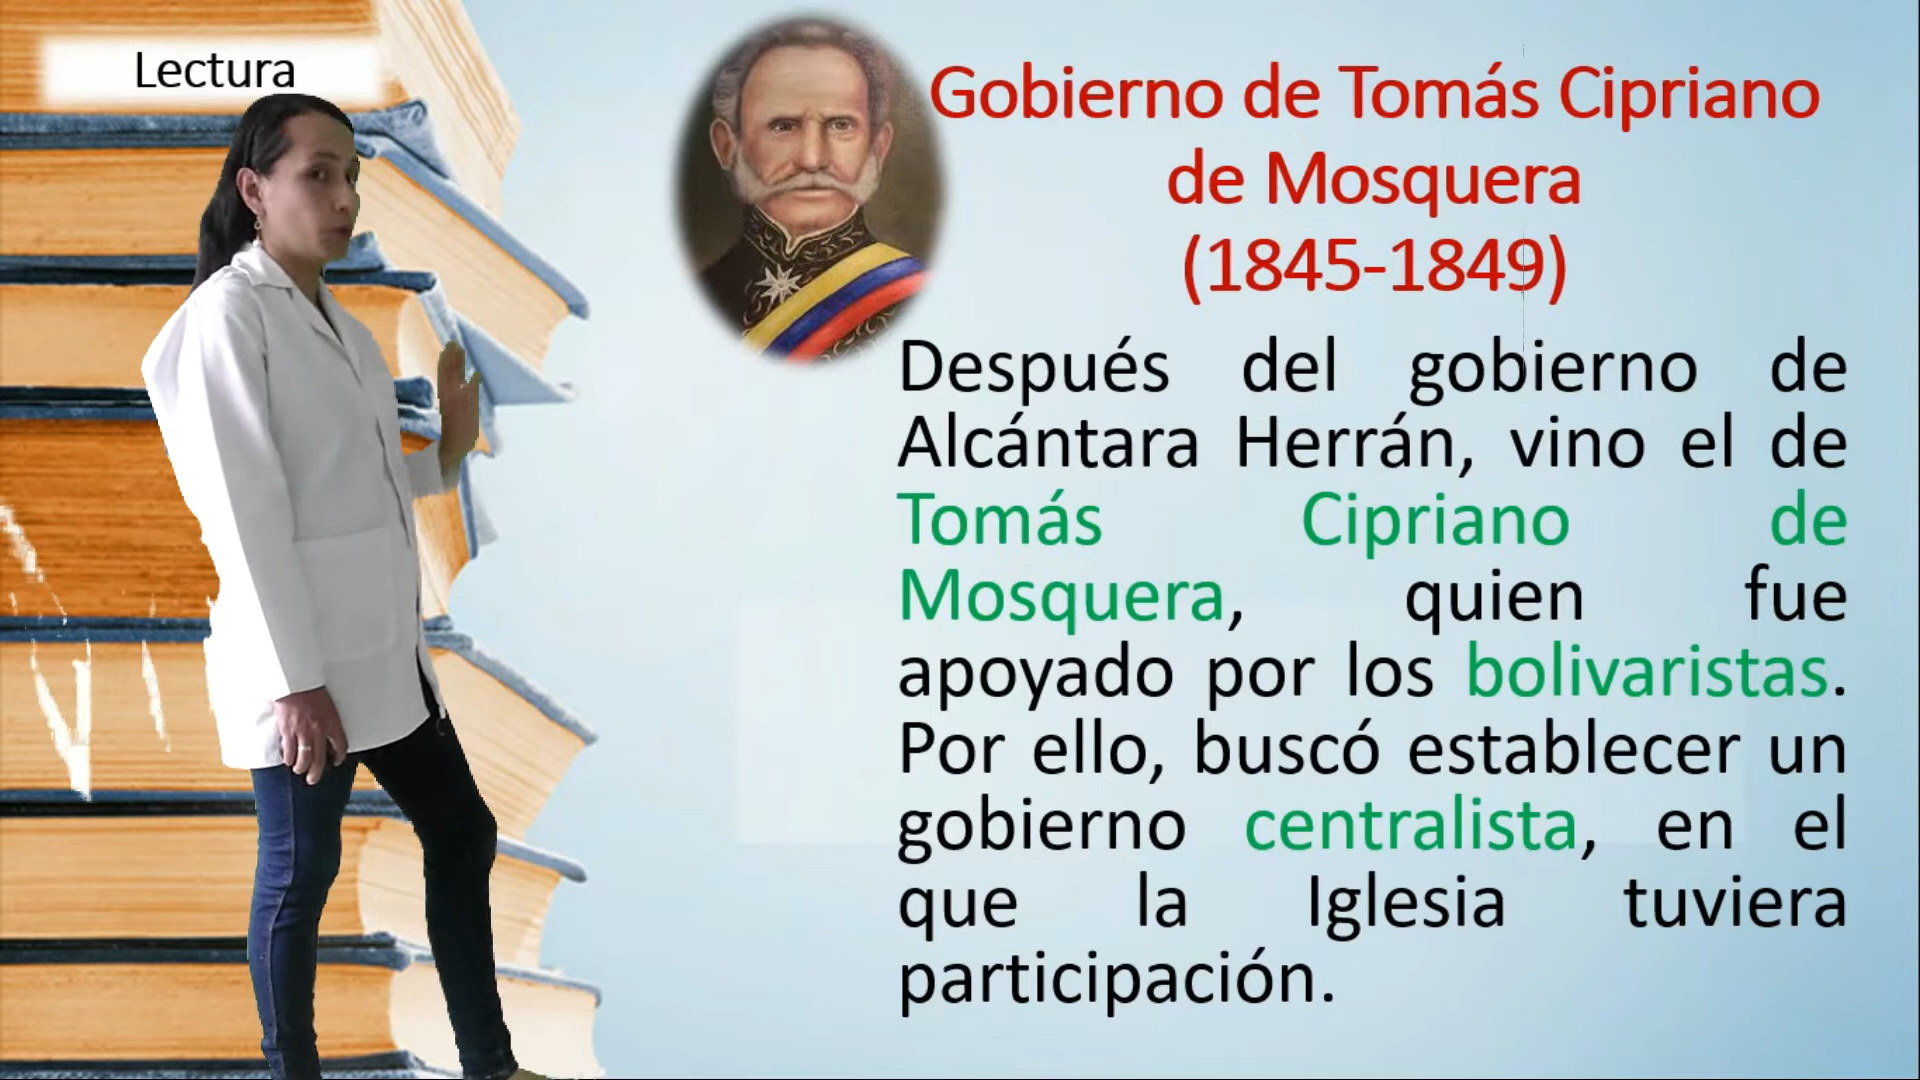 Lectura
Gobierno de Tomás Cipriano
de Mosquera
(1845-1849)
Después del gobierno de
Alcántara Herrán, vino el de
Tomás Cipriano de
Mosquera, quien fue
apoyado por los bolivaristas.
Por ello, buscó establecer un
gobierno centralista, en el
que la Iglesia tuviera
participación.